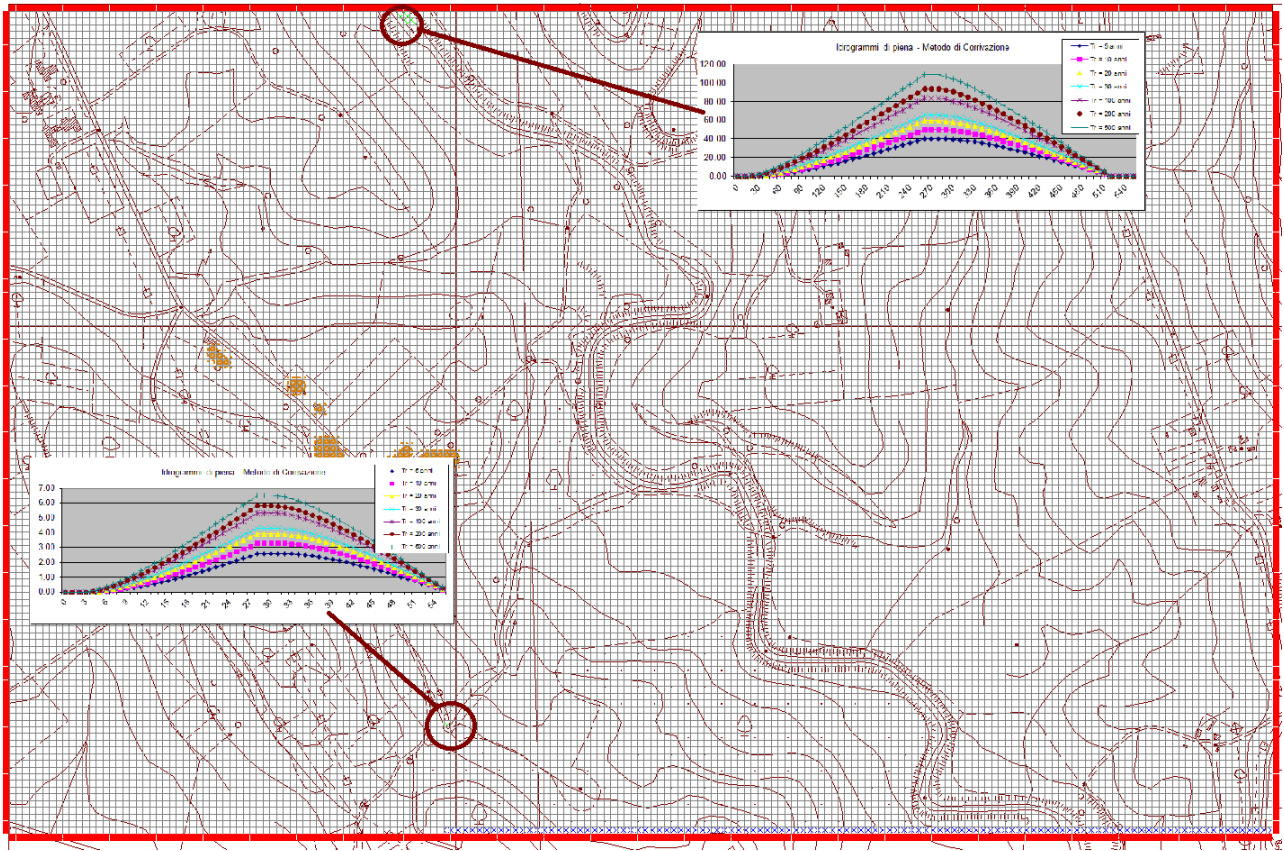 Idrogrammi di piena - Metodo di Corrivazione
Tr = 5 anni
Tr = 10 anni
Tr = 20 anni
Tr = 30 anni
Tr = 100 anni
Tr = 200 anni
Tr = 500 anni
120.00
100.00
80.00
60.00
40.00
20.00
0.00
0 30 60 90 120 150 180 210 240 270 300 330 360 390 420 450 480 510 540
Idrogrammi di piena - Metodo di Corrivazione
Tr = 5 anni
Tr = 10 anni
Tr = 20 anni
Tr = 30 anni
Tr = 100 anni
Tr = 200 anni
Tr = 500 anni
7.00
6.00
5.00
4.00
3.00
2.00
1.00
0.00
0 3 6 9 12 15 18 21 24 27 30 33 36 39 42 45 48 51 54